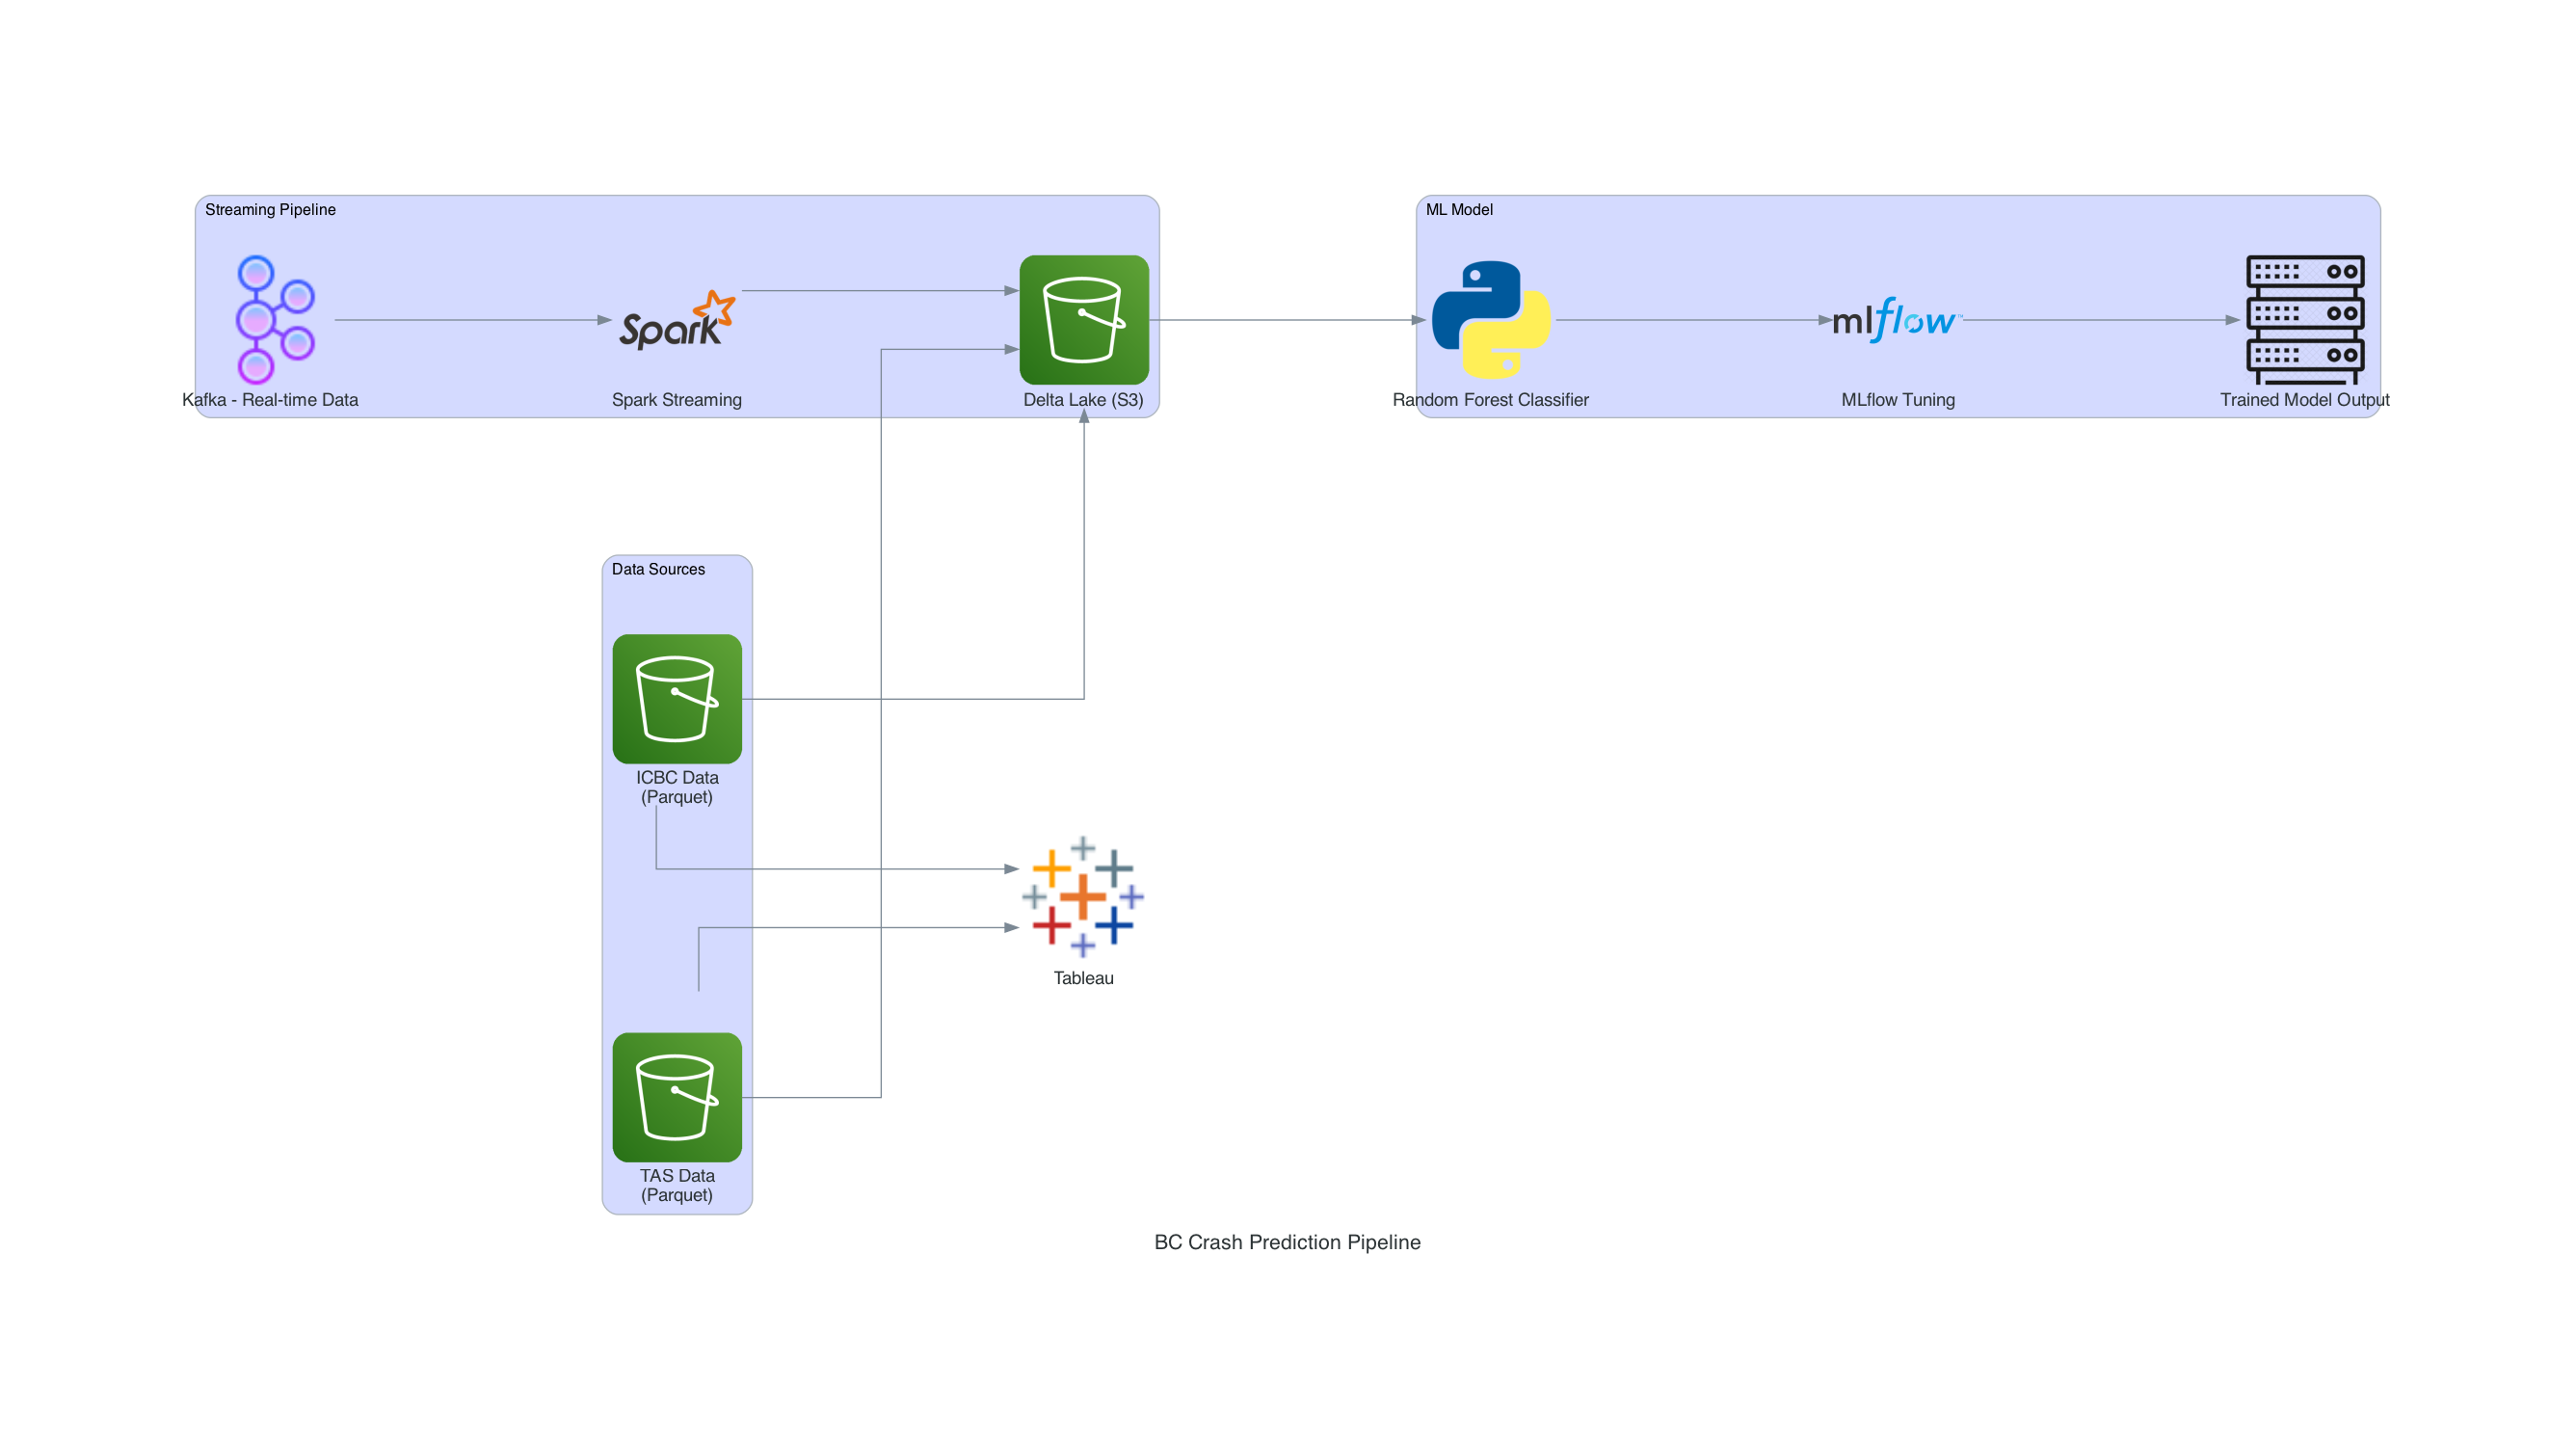 Streaming Pipeline
Kafka - Real-time Data
Spark
Spark Streaming
Delta Lake (S3)
ML Model
Random Forest Classifier
mlflow™
MLflow Tuning
Trained Model Output
Data Sources
ICBC Data
(Parquet)
TAS Data
(Parquet)
Tableau
BC Crash Prediction Pipeline